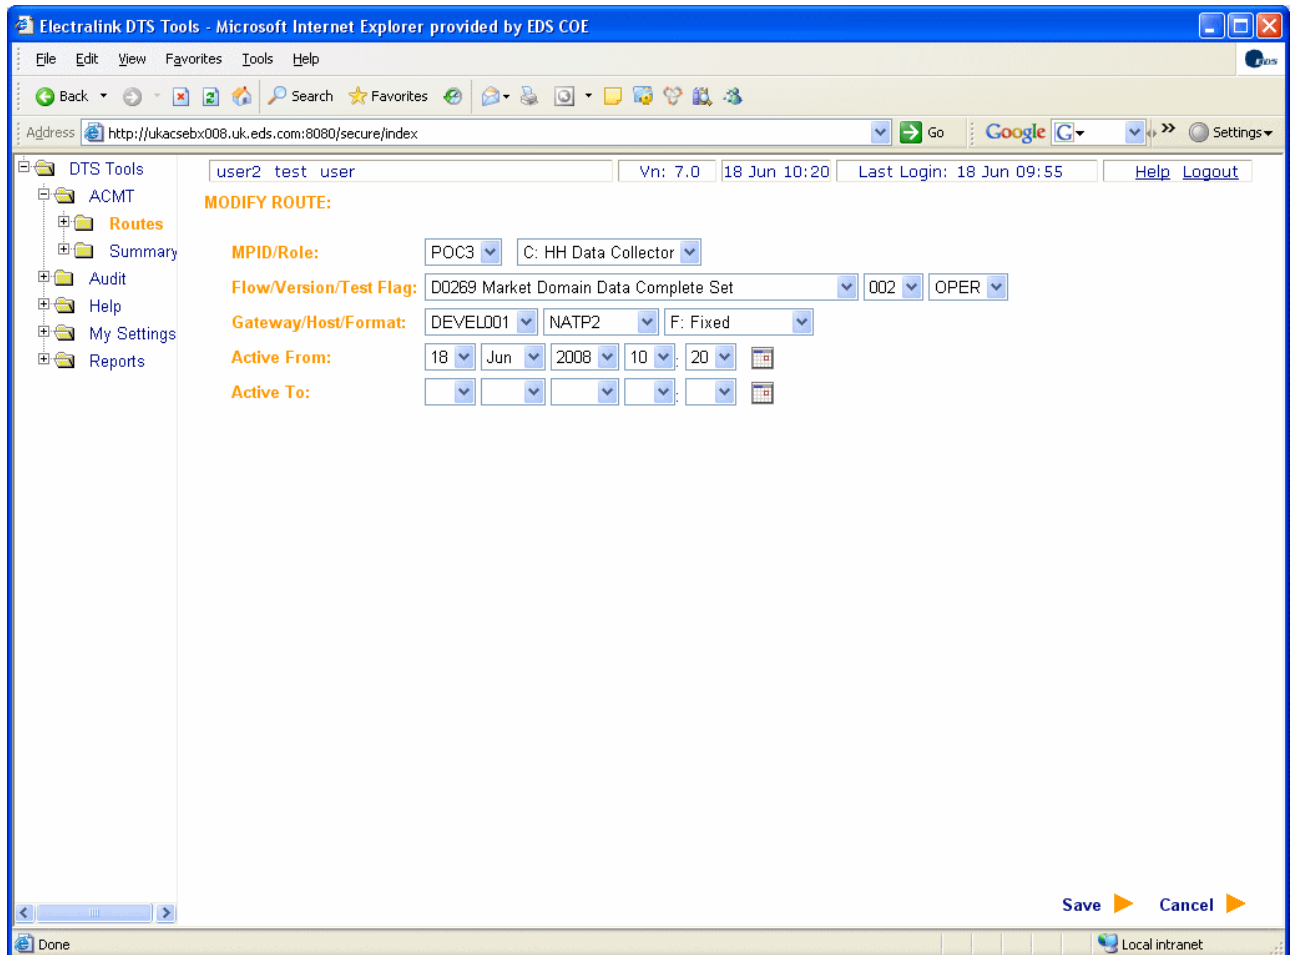 Electralink DTS Tools - Microsoft Internet Explorer provided by EDS COE
File Edit View Favorites Tools Help
EDS
Back Search Favorites
Address http://ukacsebx008.uk.eds.com:8080/secure/index Go Google G Settings
DTS Tools
ACMT
Routes
Summary
Audit
Help
My Settings
Reports
user2 test user Vn: 7.0 18 Jun 10:20 Last Login: 18 Jun 09:55 Help Logout
MODIFY ROUTE:
MPID/Role: POC3 C: HH Data Collector
Flow/Version/Test Flag: D0269 Market Domain Data Complete Set 002 OPER
Gateway/Host/Format: DEVEL001 NATP2 F: Fixed
Active From: 18 Jun 2008 10 : 20
Active To: :
Save Cancel
Done Local intranet